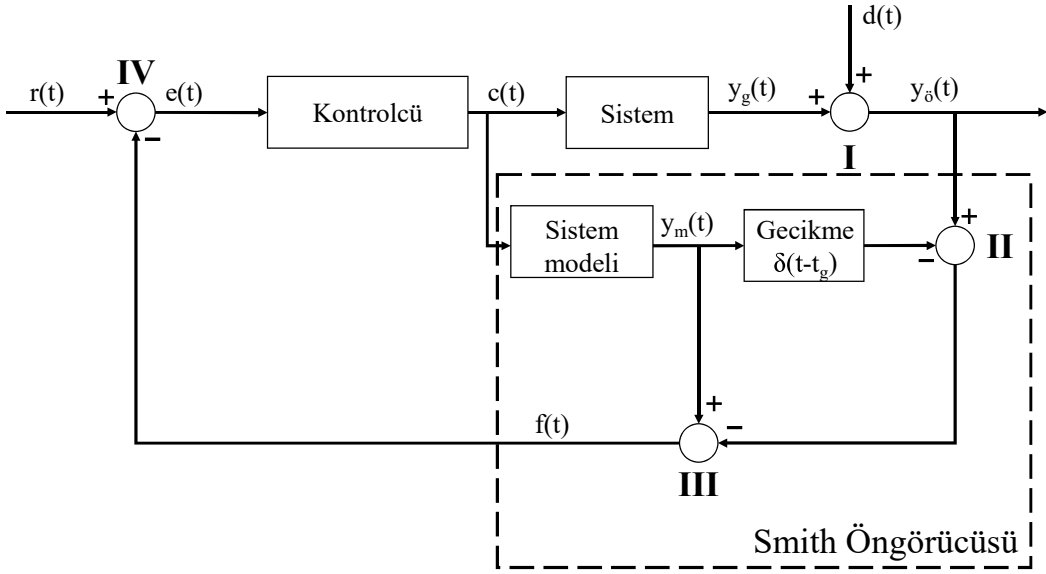 d(t)
IV
r(t)
+
e(t)
Kontrolcü
c(t)
Sistem
y_g(t)
+
+
y_ö(t)
−
I
Sistem
modeli
y_m(t)
Gecikme
δ(t-t_g)
+
−
II
+
−
f(t)
III
Smith Öngörücüsü